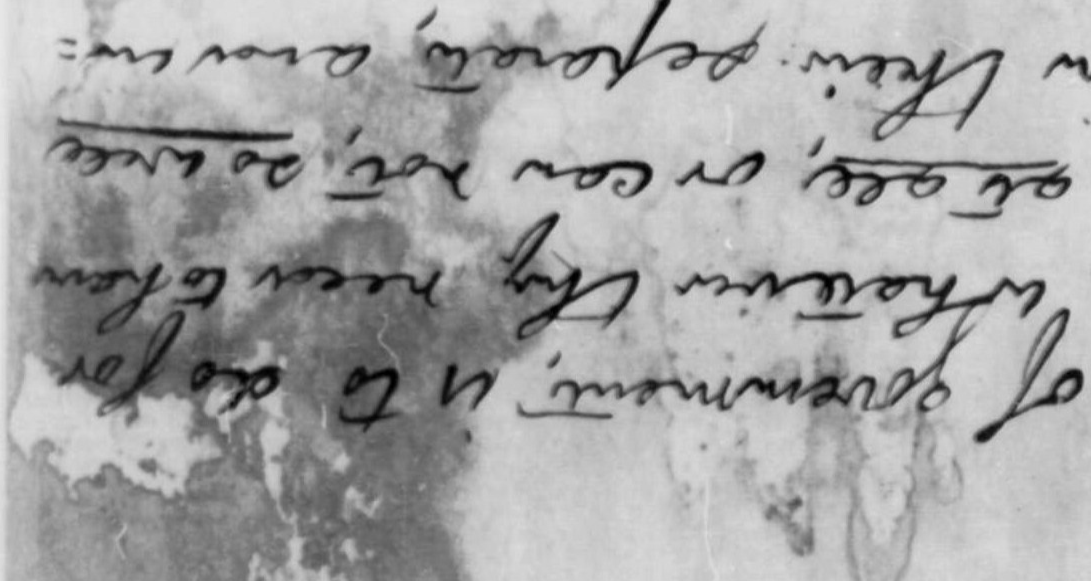 of government, is to do for
whatever they need to have
at all, or can not, so well
in their separate, and in=